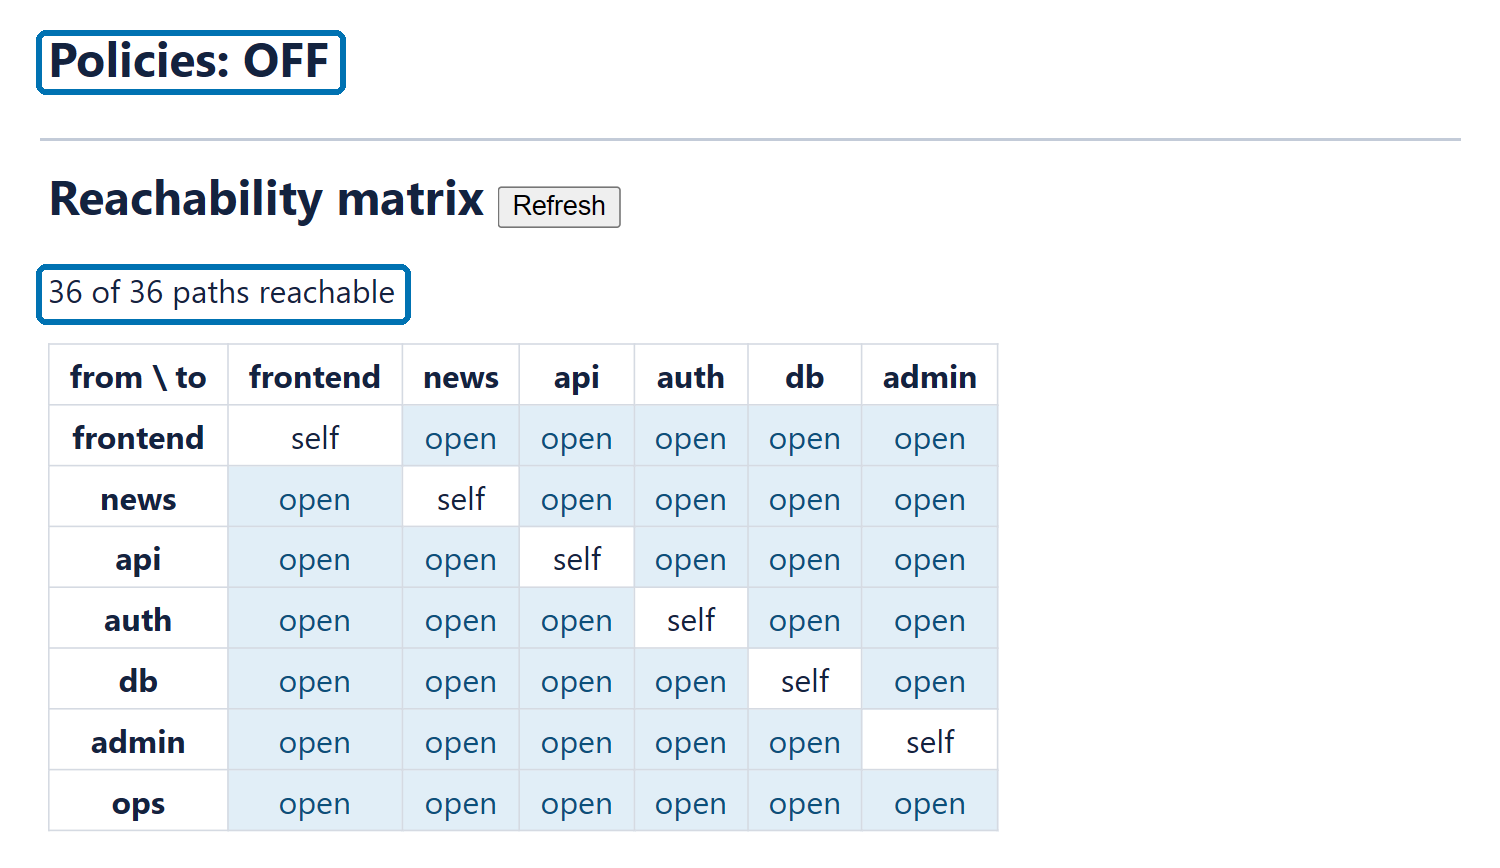 Policies: OFF
Reachability matrix Refresh
36 of 36 paths reachable
from \ to frontend news api auth db admin
frontend self open open open open open
news open self open open open open
api open open self open open open
auth open open open self open open
db open open open open self open
admin open open open open open self
ops open open open open open open